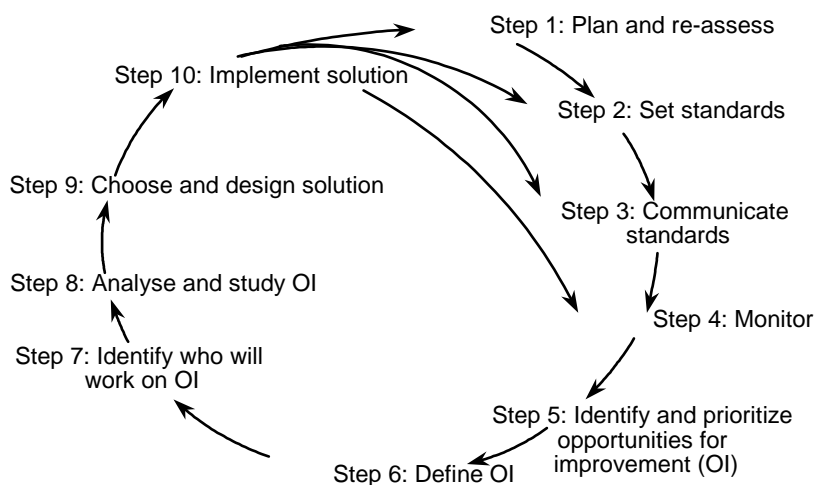 Step 1: Plan and re-assess
Step 2: Set standards
Step 3: Communicate
standards
Step 4: Monitor
Step 5: Identify and prioritize
opportunities for
improvement (OI)
Step 6: Define OI
Step 7: Identify who will
work on OI
Step 8: Analyse and study OI
Step 9: Choose and design solution
Step 10: Implement solution